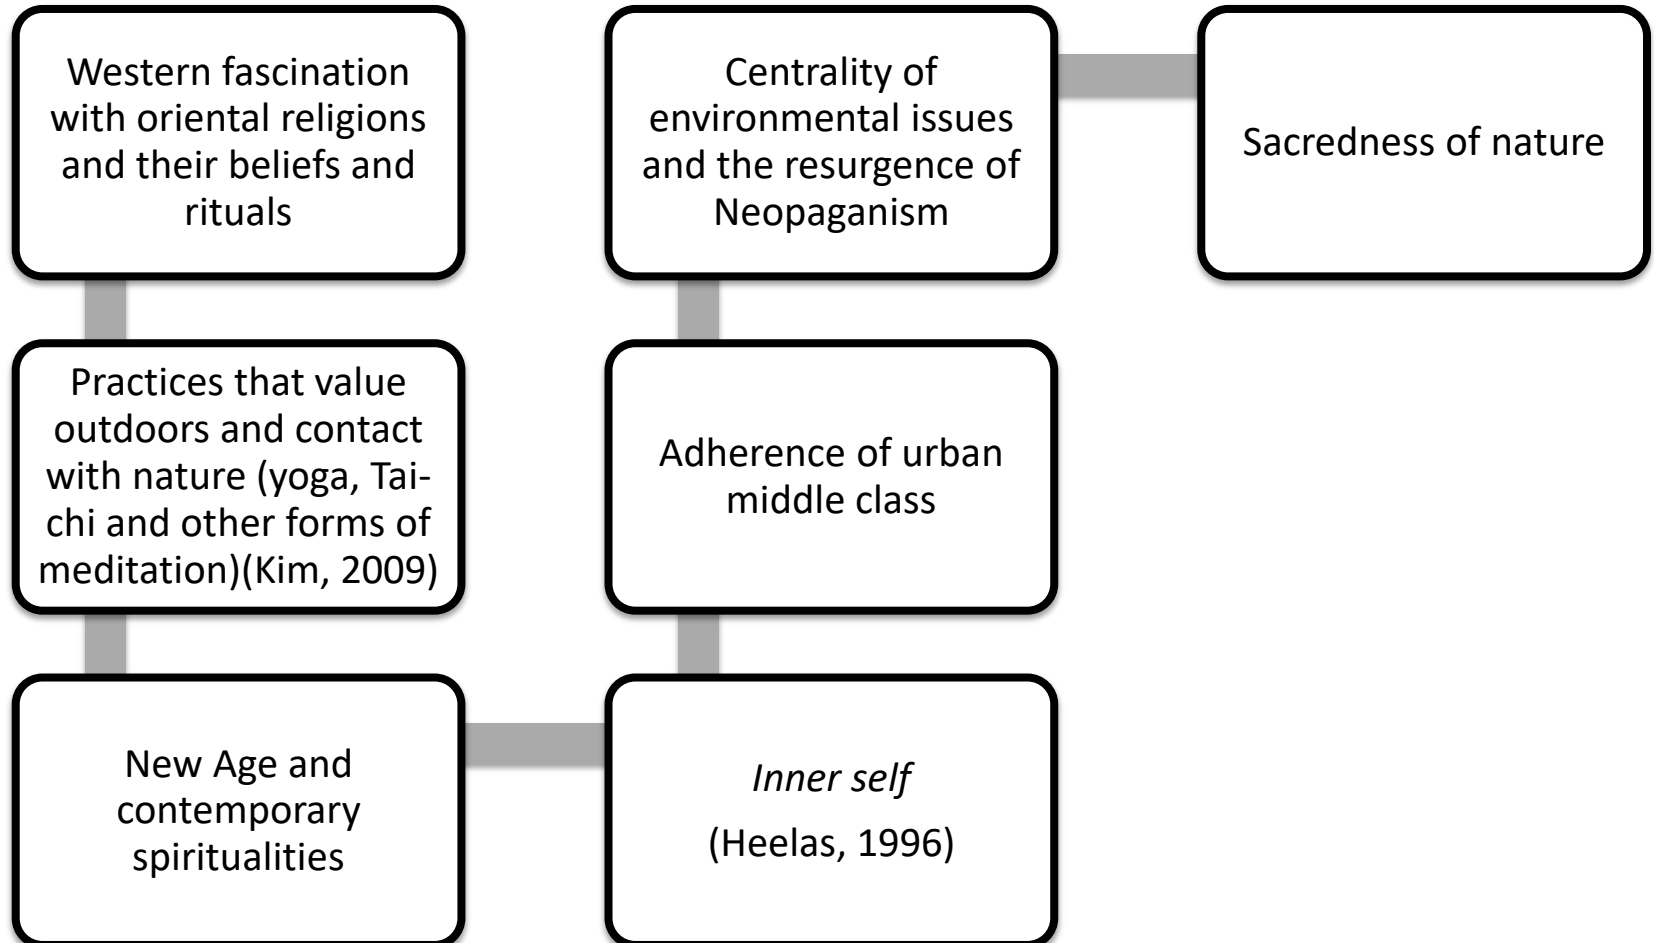 Western fascination
with oriental religions
and their beliefs and
rituals
Practices that value
outdoors and contact
with nature (yoga, Tai-
chi and other forms of
meditation)(Kim, 2009)
New Age and
contemporary
spiritualities
Inner self
(Heelas, 1996)
Adherence of urban
middle class
Centrality of
environmental issues
and the resurgence of
Neopaganism
Sacredness of nature